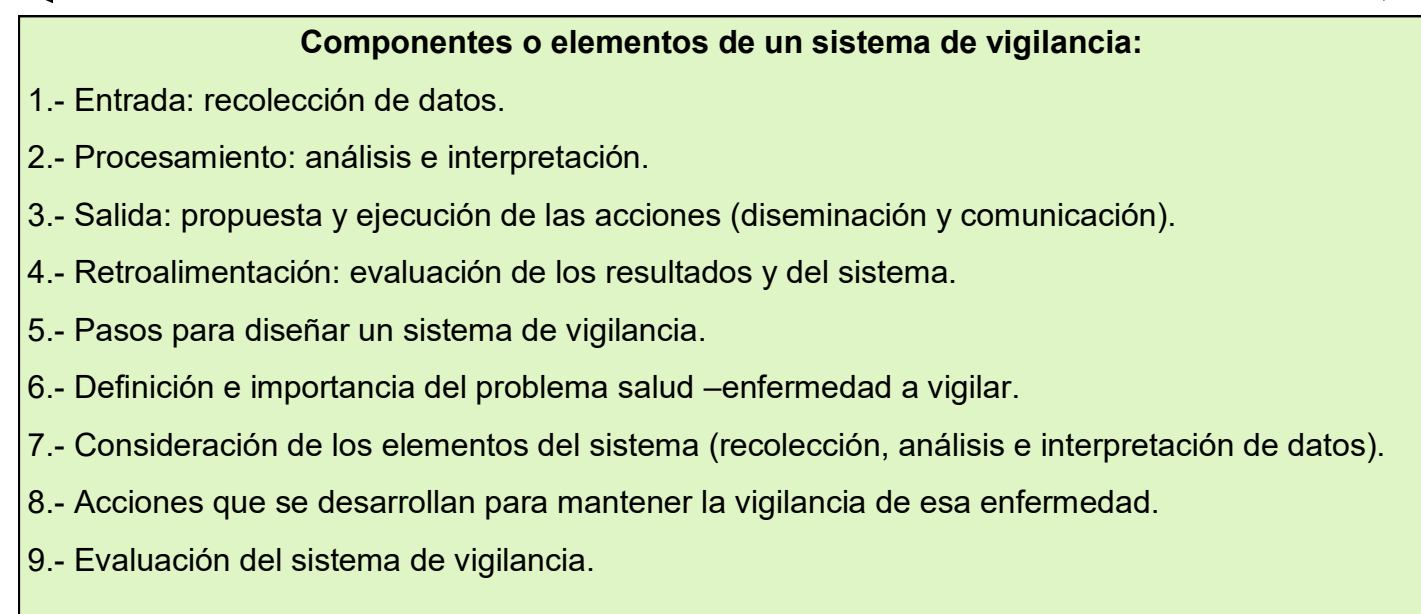 Componentes o elementos de un sistema de vigilancia:
1.- Entrada: recolección de datos.
2.- Procesamiento: análisis e interpretación.
3.- Salida: propuesta y ejecución de las acciones (diseminación y comunicación).
4.- Retroalimentación: evaluación de los resultados y del sistema.
5.- Pasos para diseñar un sistema de vigilancia.
6.- Definición e importancia del problema salud –enfermedad a vigilar.
7.- Consideración de los elementos del sistema (recolección, análisis e interpretación de datos).
8.- Acciones que se desarrollan para mantener la vigilancia de esa enfermedad.
9.- Evaluación del sistema de vigilancia.